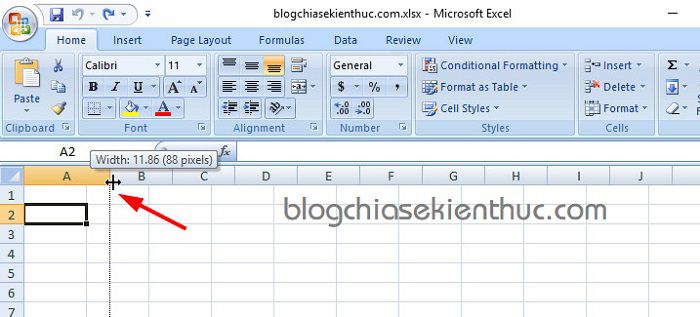 blogchiasekienthuc.com.xlsx - Microsoft Excel
Home Insert Page Layout Formulas Data Review View
Calibri 11 General Conditional Formatting Insert
Paste B I U $ % , Format as Table Delete
Cell Styles Format
Clipboard Font Alignment Number Styles Cells
A2 fx
Width: 11.86 (88 pixels)
A B C D E F G H I J
1
2 blogchiasekienthuc.com
3
4
5
6
7